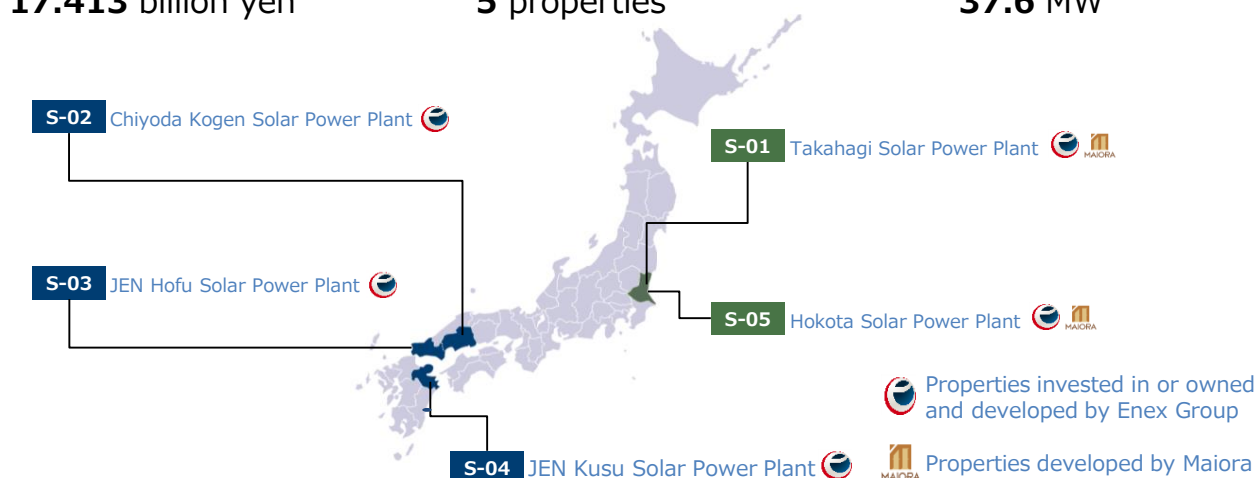 17.413 billion yen 5 properties 37.6 MW
S-02 Chiyoda Kogen Solar Power Plant
S-01 Takahagi Solar Power Plant MAIORA
S-03 JEN Hofu Solar Power Plant
S-05 Hokota Solar Power Plant MAIORA
Properties invested in or owned
and developed by Enex Group
S-04 JEN Kusu Solar Power Plant
MAIORA Properties developed by Maiora